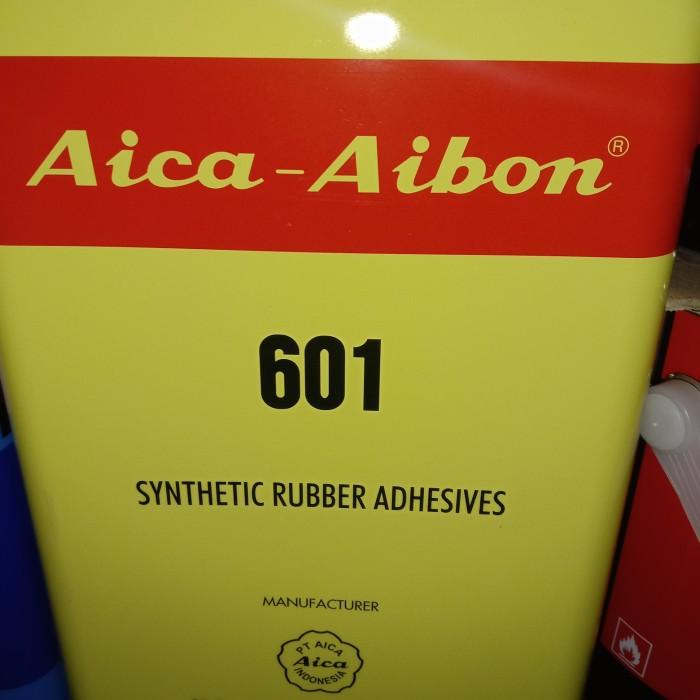 Aica-Aibon®
601
SYNTHETIC RUBBER ADHESIVES
MANUFACTURER
PT AICA
Aica
INDONESIA